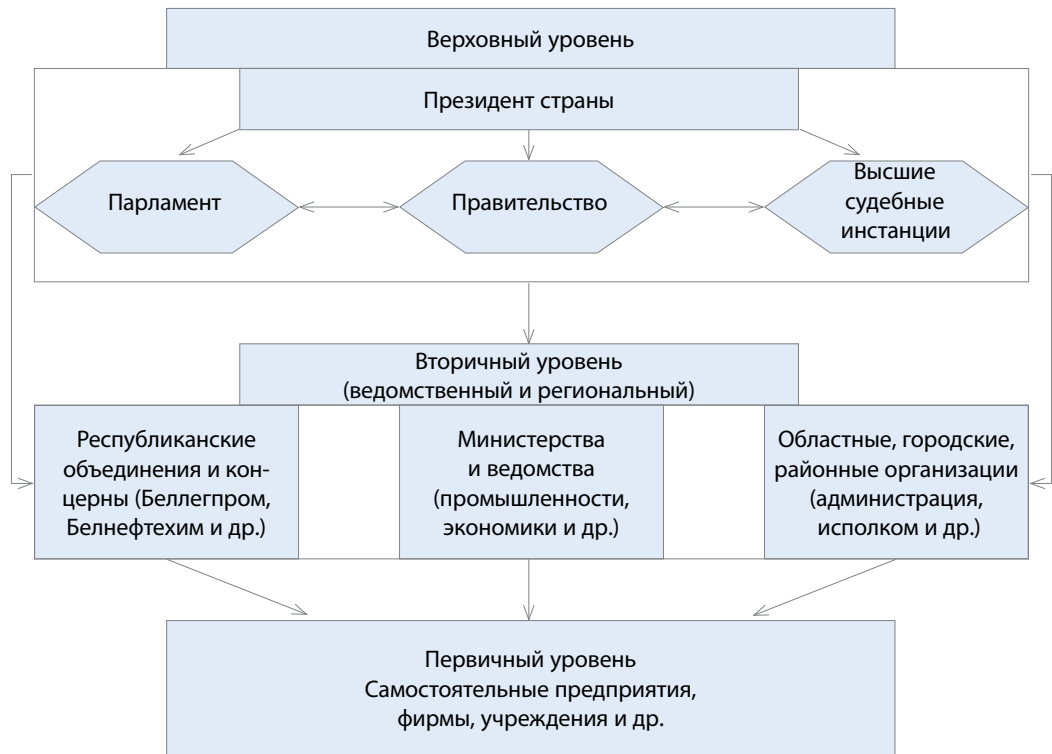 Верховный уровень
Президент страны
Парламент
Правительство
Высшие
судебные
инстанции
Вторичный уровень
(ведомственный и региональный)
Республиканские
объединения и кон-
церны (Беллегпром,
Белнефтехим и др.)
Министерства
и ведомства
(промышленности,
экономики и др.)
Областные, городские,
районные организации
(администрация,
исполком и др.)
Первичный уровень
Самостоятельные предприятия,
фирмы, учреждения и др.